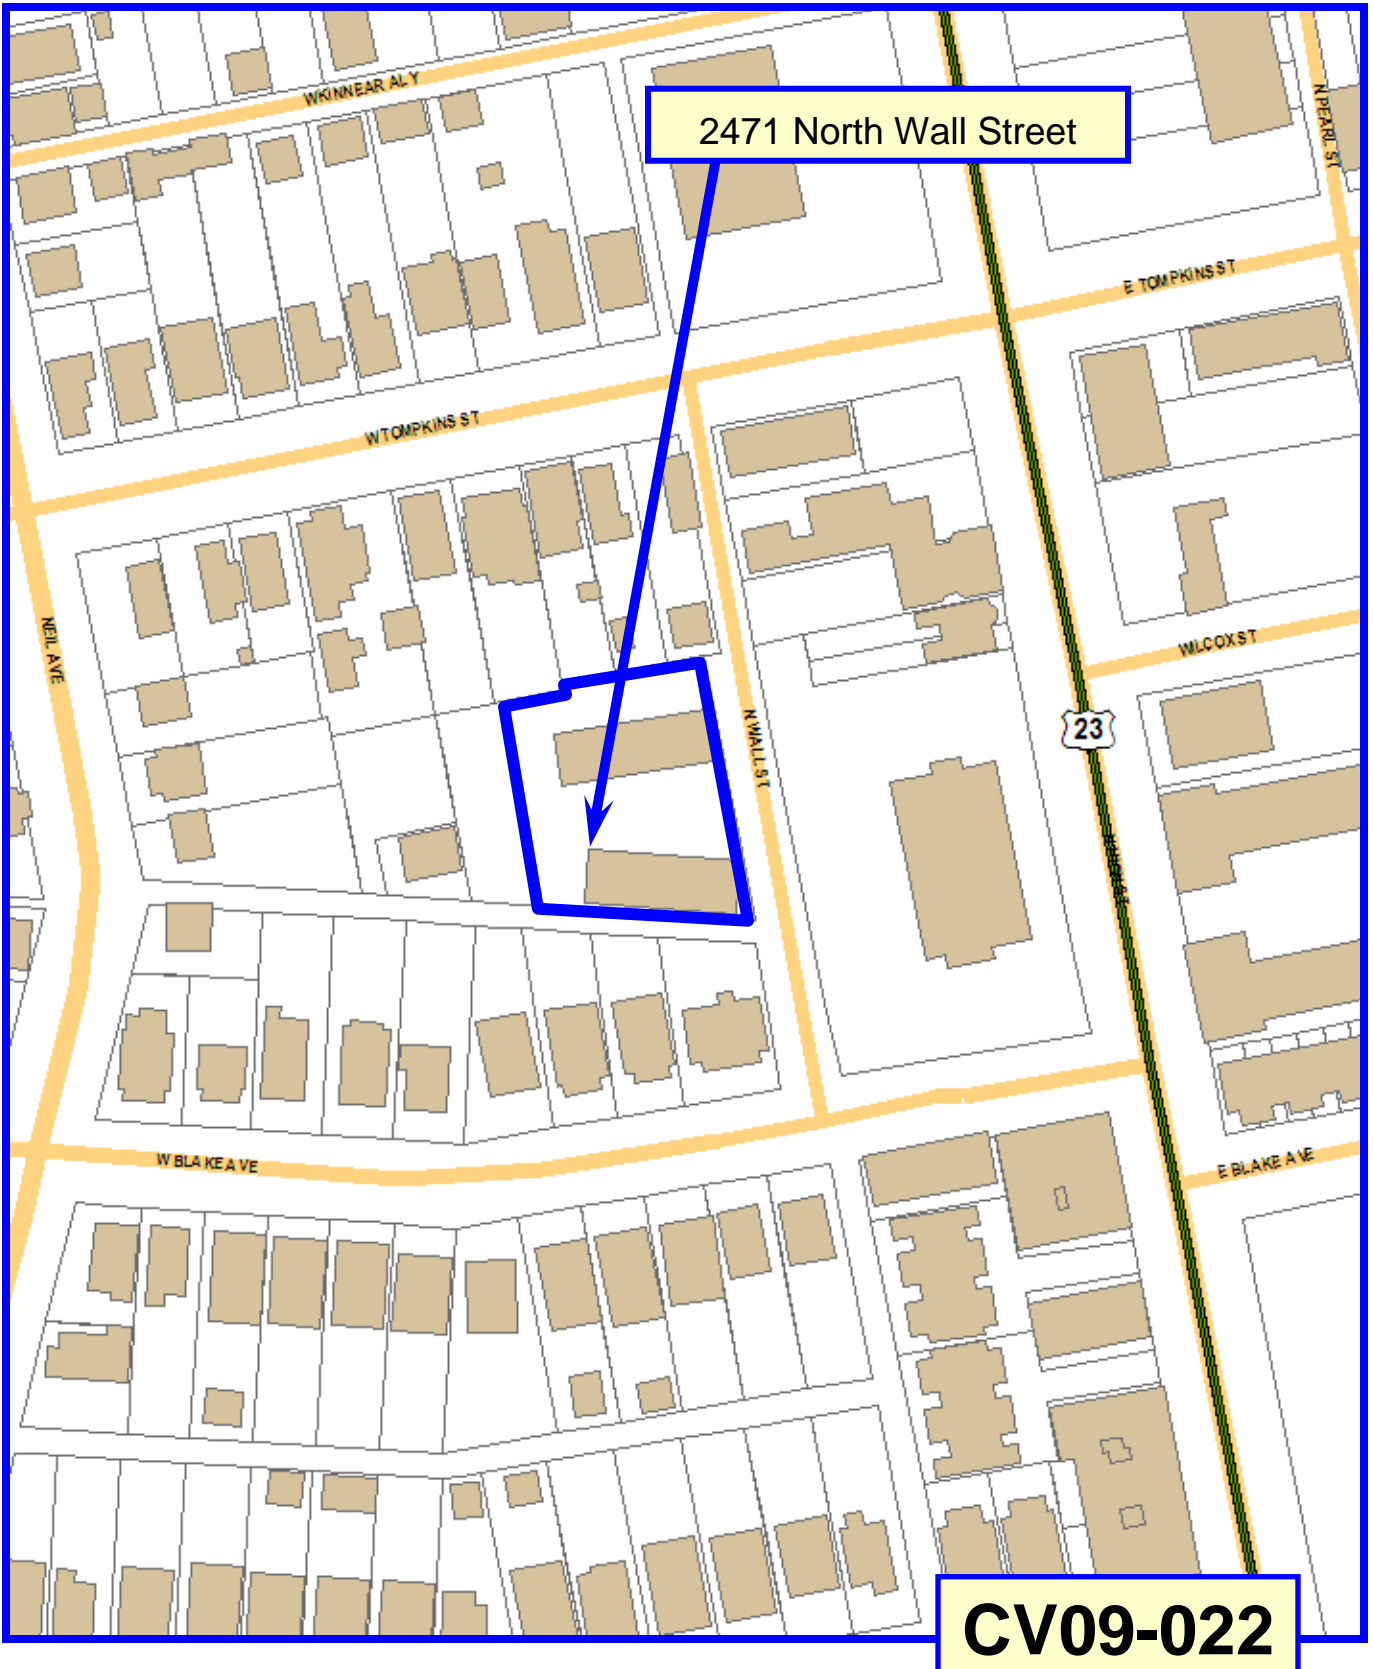 W KINNEAR ALY
N PEARL ST
2471 North Wall Street
E TOMPKINS ST
W TOMPKINS ST
NEIL AVE
WILCOX ST
N WALL ST
23
W BLAKE AVE
E BLAKE AVE
CV09-022